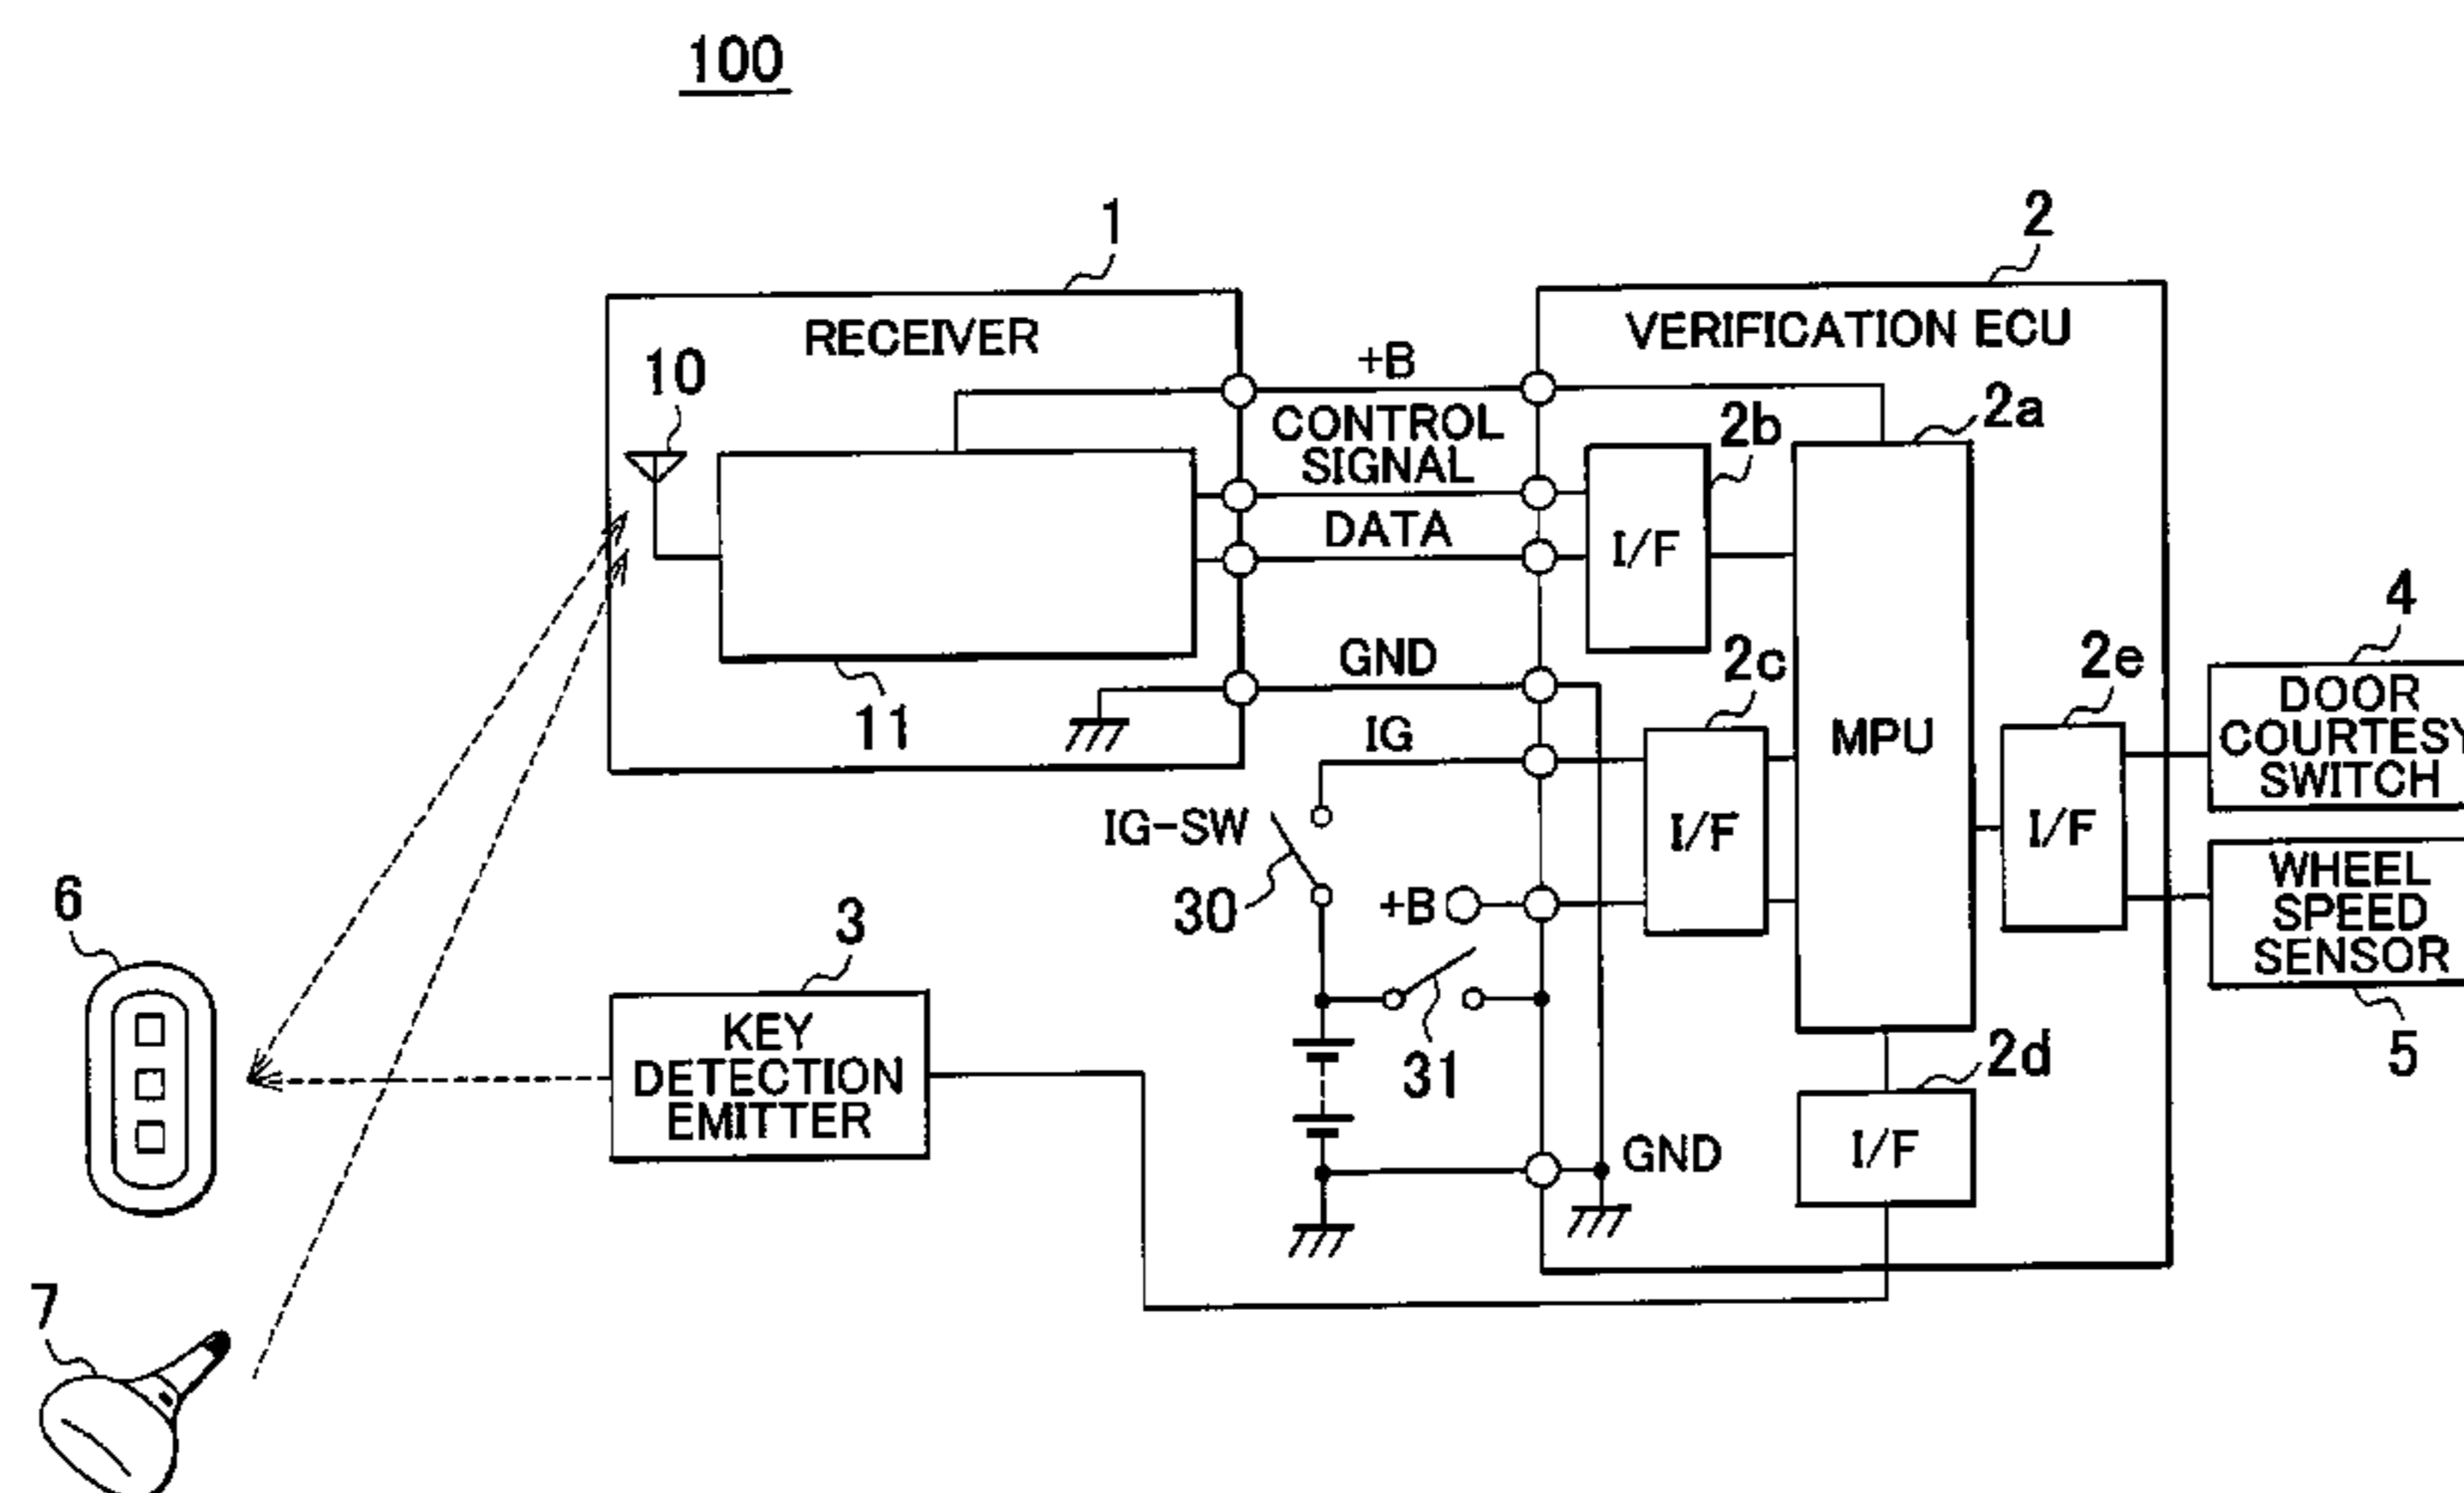 100
1
2
RECEIVER
VERIFICATION ECU
10
+B
2a
CONTROL
SIGNAL
2b
DATA
I/F
4
GND
2c
2e
DOOR
COURTESY
SWITCH
11
IG
MPU
IG-SW
I/F
I/F
30
+B
WHEEL
SPEED
SENSOR
6
3
KEY
DETECTION
EMITTER
31
2d
5
GND
I/F
7